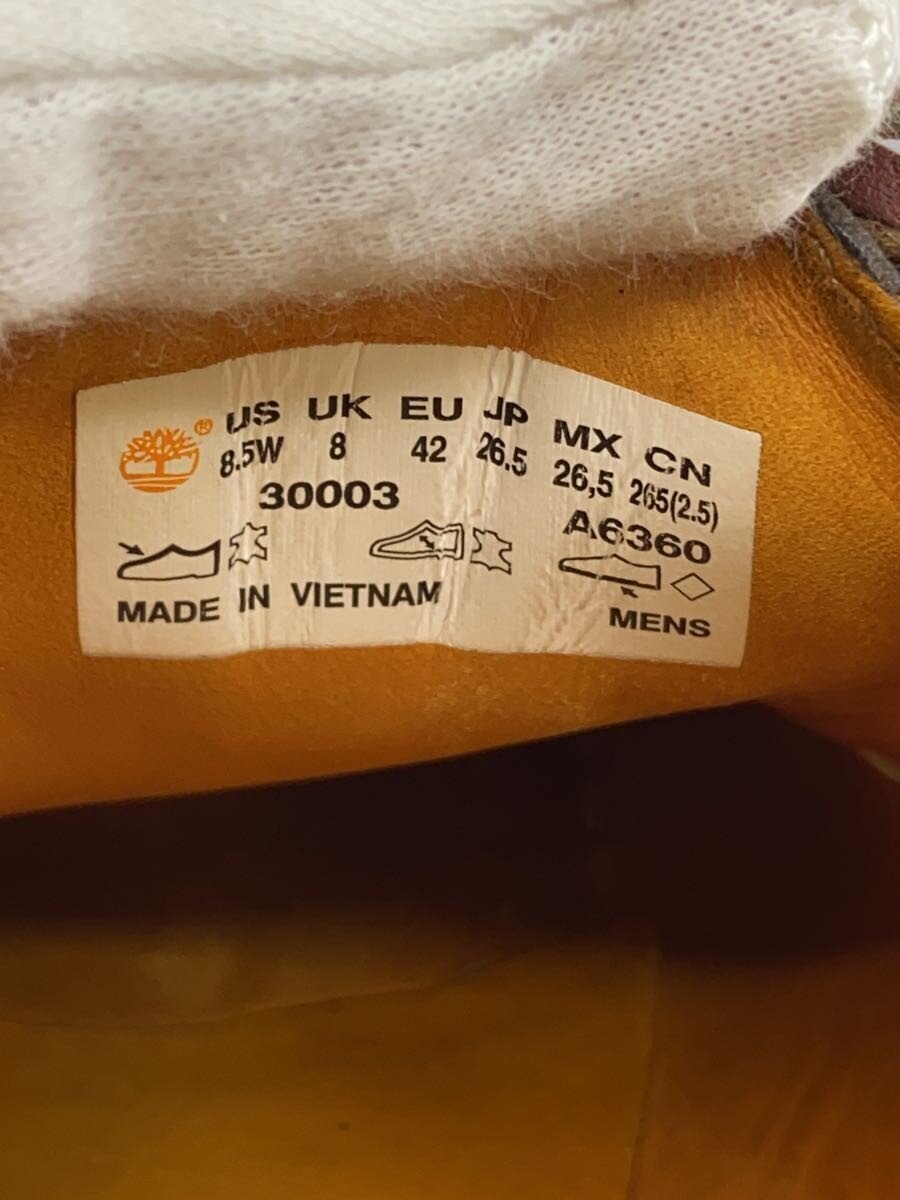 US UK EU JP MX CN
8.5W 8 42 26.5 26,5 265(2.5)
30003 A6360
MADE IN VIETNAM MENS